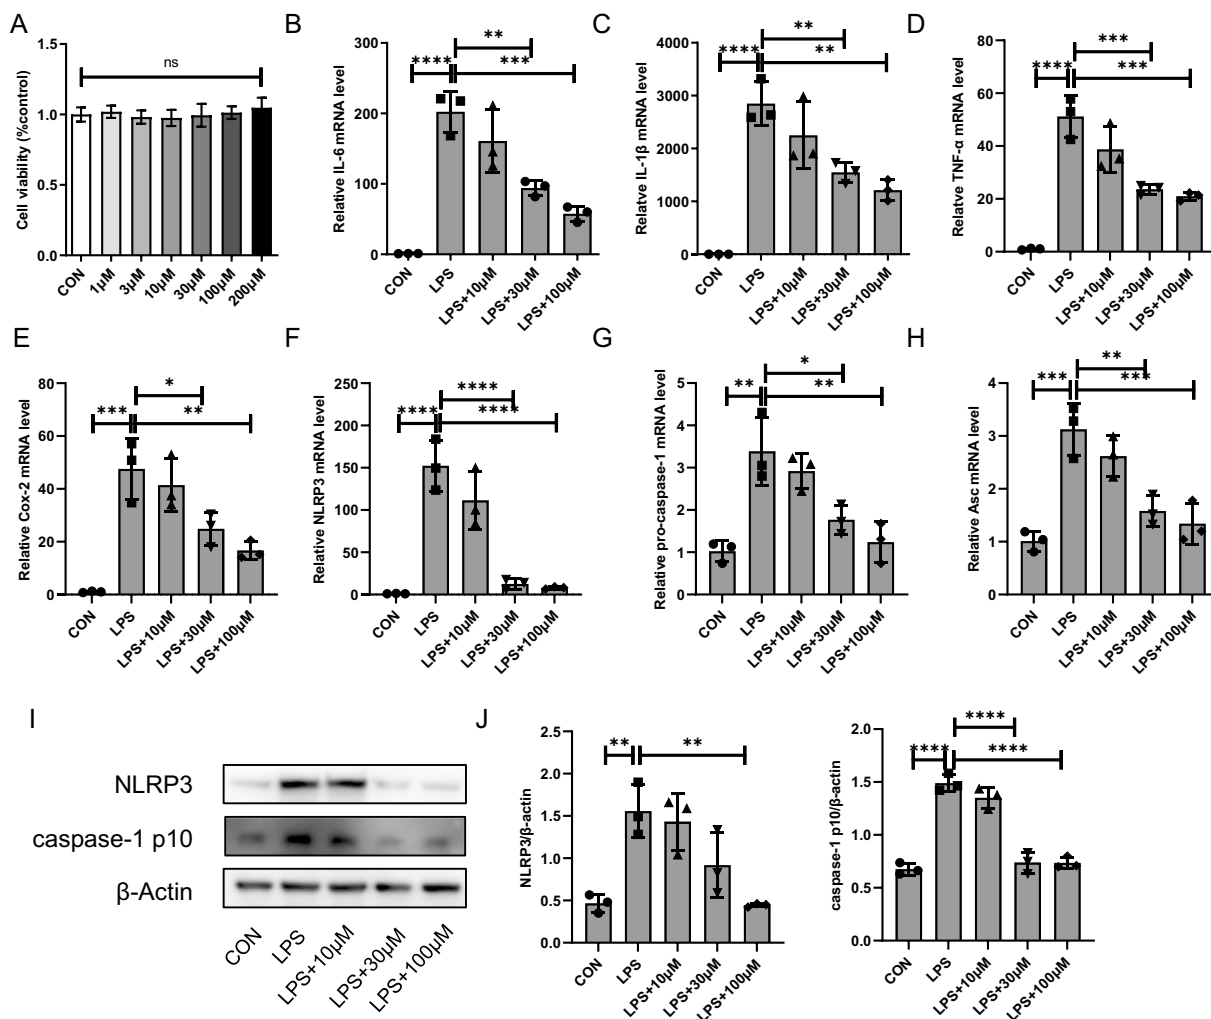 A
Cell viability (%control)
1.5
1.0
0.5
0.0
ns
CON
1μM
3μM
10μM
30μM
100μM
200μM
B
Relative IL-6 mRNA level
300
200
100
0
**
****
***
CON
LPS
LPS+10μM
LPS+30μM
LPS+100μM
C
Relatve IL-1β mRNA level
4000
3000
2000
1000
0
**
****
**
CON
LPS
LPS+10μM
LPS+30μM
LPS+100μM
D
Relatve TNF-α mRNA level
80
60
40
20
0
***
****
***
CON
LPS
LPS+10μM
LPS+30μM
LPS+100μM
E
Relative Cox-2 mRNA level
80
60
40
20
0
*
***
**
CON
LPS
LPS+10μM
LPS+30μM
LPS+100μM
F
Relative NLRP3 mRNA level
250
200
150
100
50
0
****
****
****
CON
LPS
LPS+10μM
LPS+30μM
LPS+100μM
G
Relative pro-caspase-1 mRNA level
5
4
3
2
1
0
*
**
**
CON
LPS
LPS+10μM
LPS+30μM
LPS+100μM
H
Relative Asc mRNA level
4
3
2
1
0
**
***
***
CON
LPS
LPS+10μM
LPS+30μM
LPS+100μM
I
NLRP3
caspase-1 p10
β-Actin
CON
LPS
LPS+10μM
LPS+30μM
LPS+100μM
J
NLRP3/β-actin
2.5
2.0
1.5
1.0
0.5
0.0
**
**
CON
LPS
LPS+10μM
LPS+30μM
LPS+100μM
caspase-1 p10/β-actin
2.0
1.5
1.0
0.5
0.0
****
****
****
CON
LPS
LPS+10μM
LPS+30μM
LPS+100μM